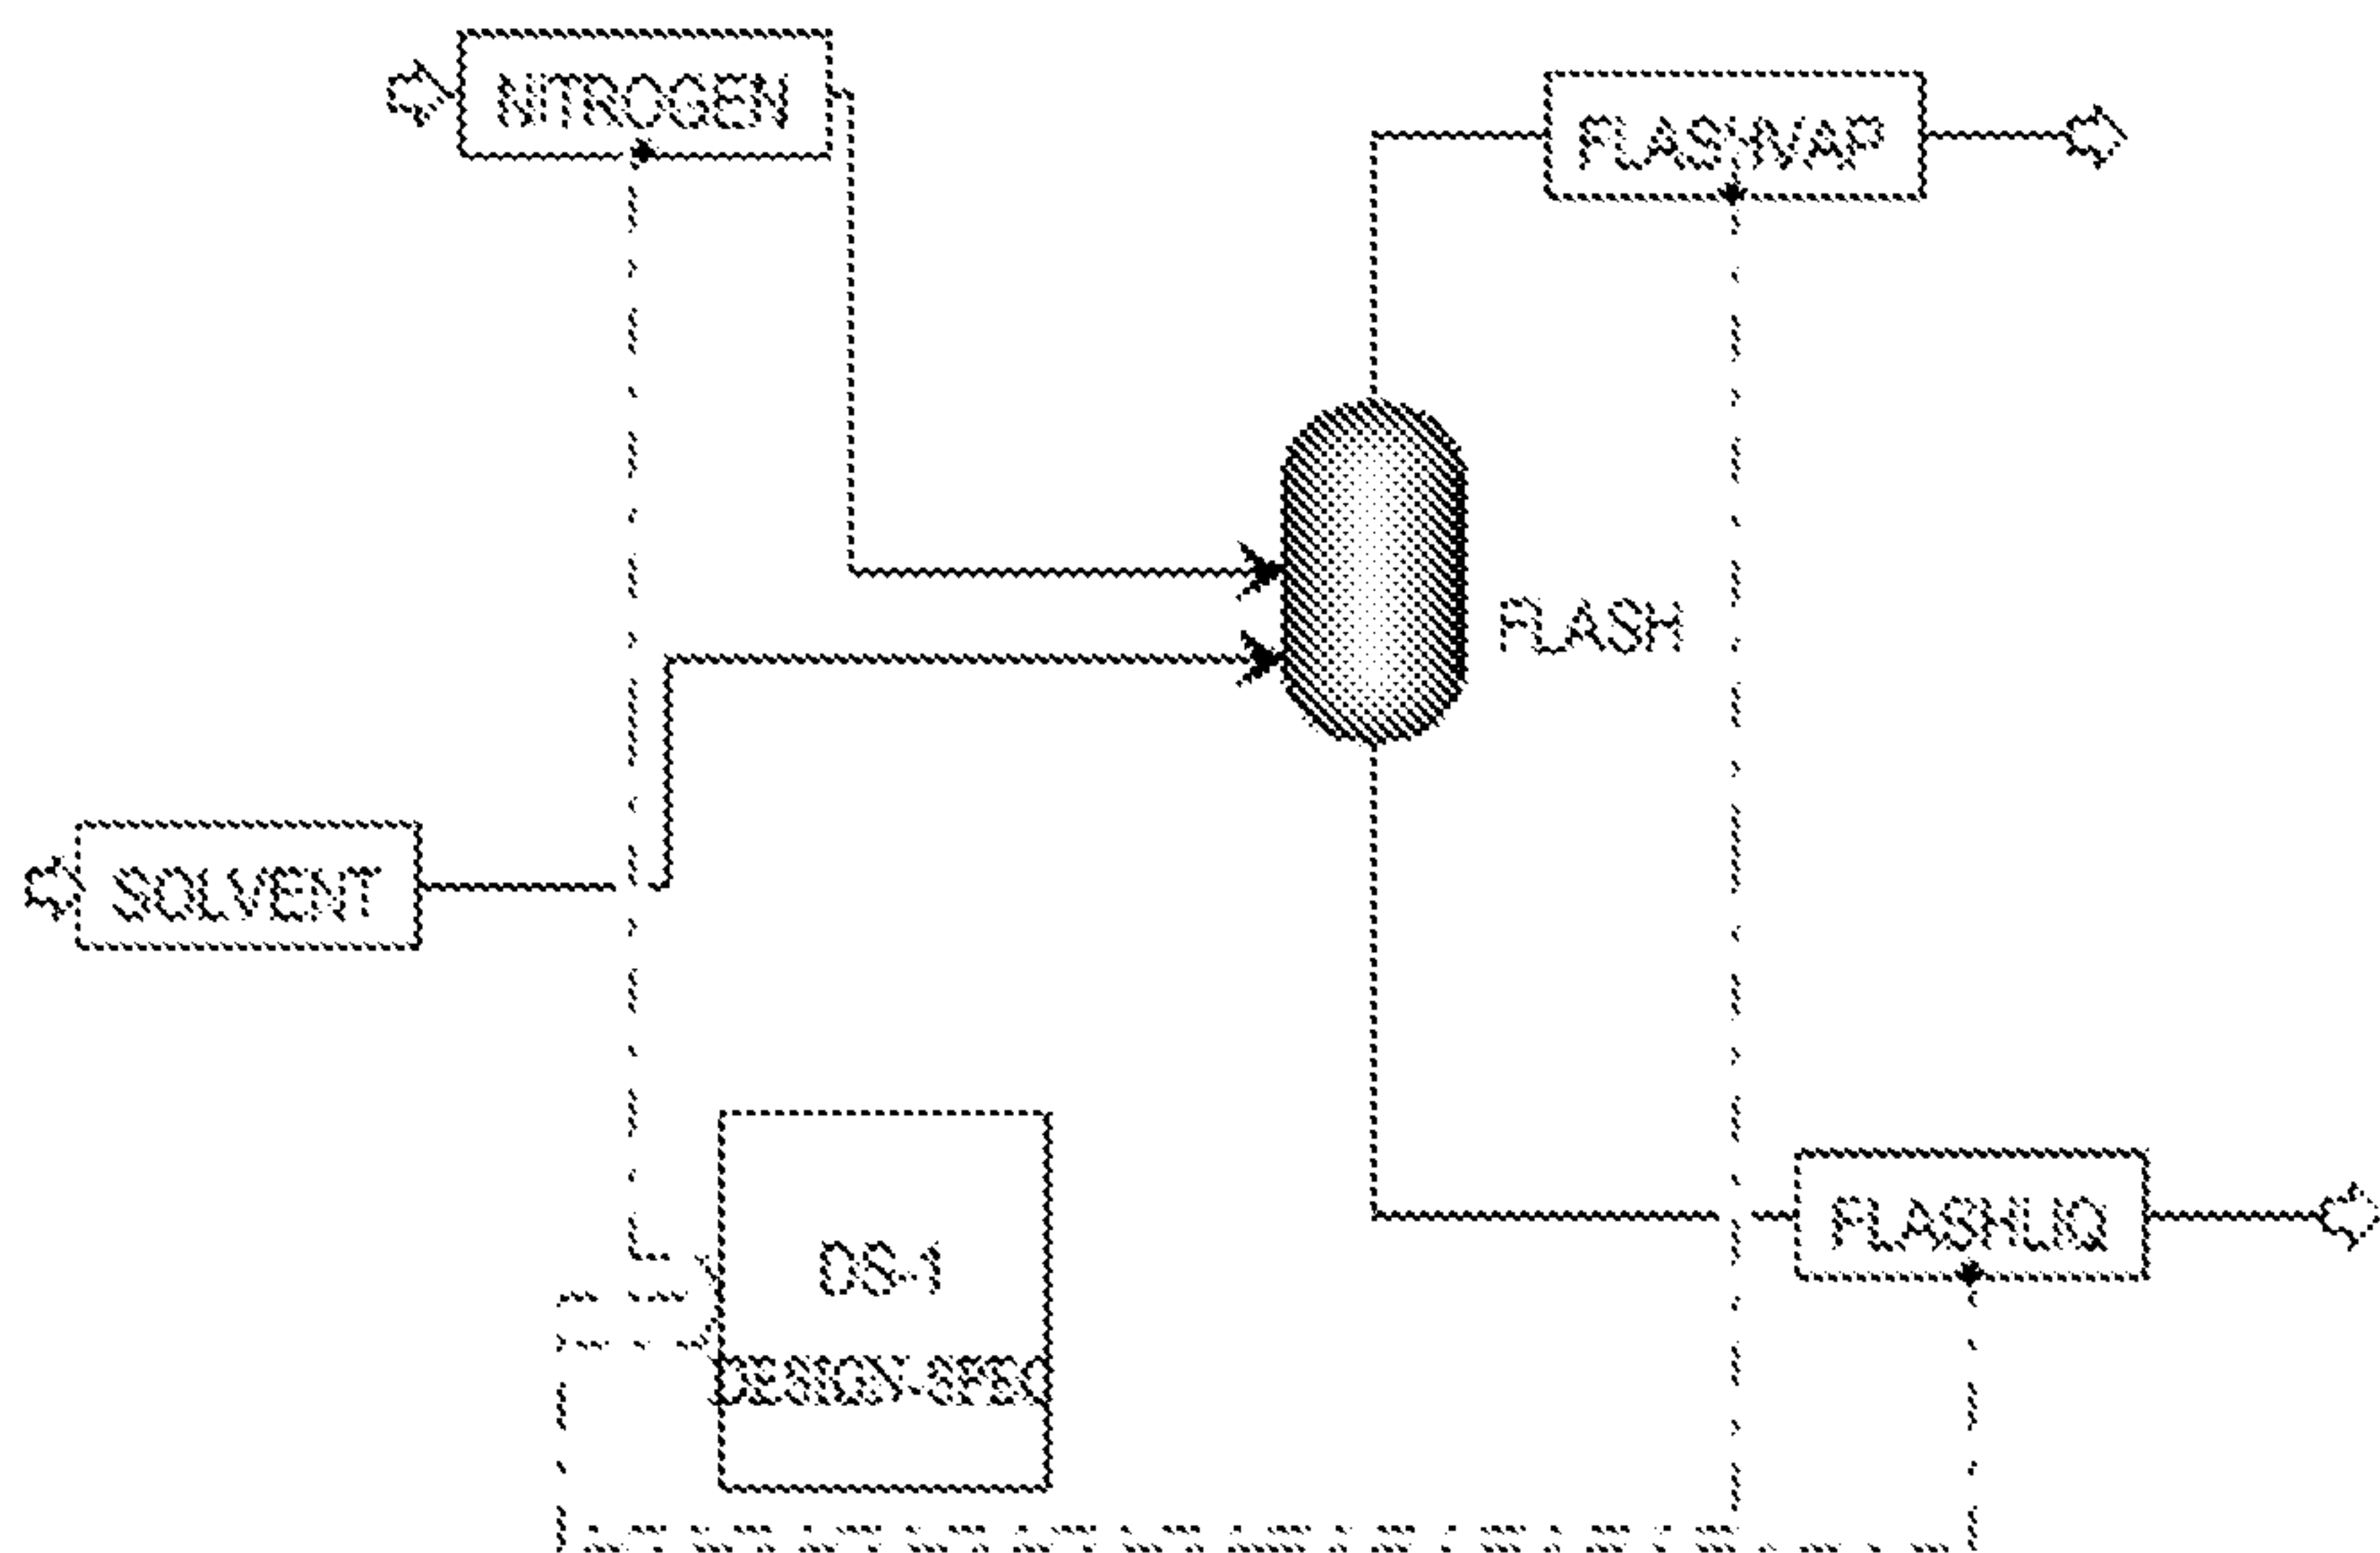 NITROGEN
FLASHVAP
FLASH
SOLVENT
FLASHLIQ
DS-1
DESIGN-SPEC